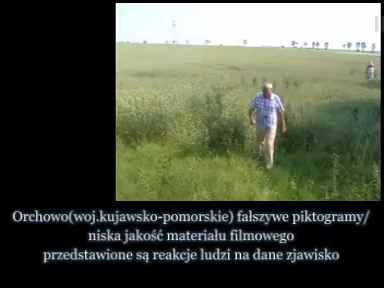 Orchowo(woj.kujawsko-pomorskie) fałszywe piktogramy/
niska jakość materiału filmowego
przedstawione są reakcje ludzi na dane zjawisko